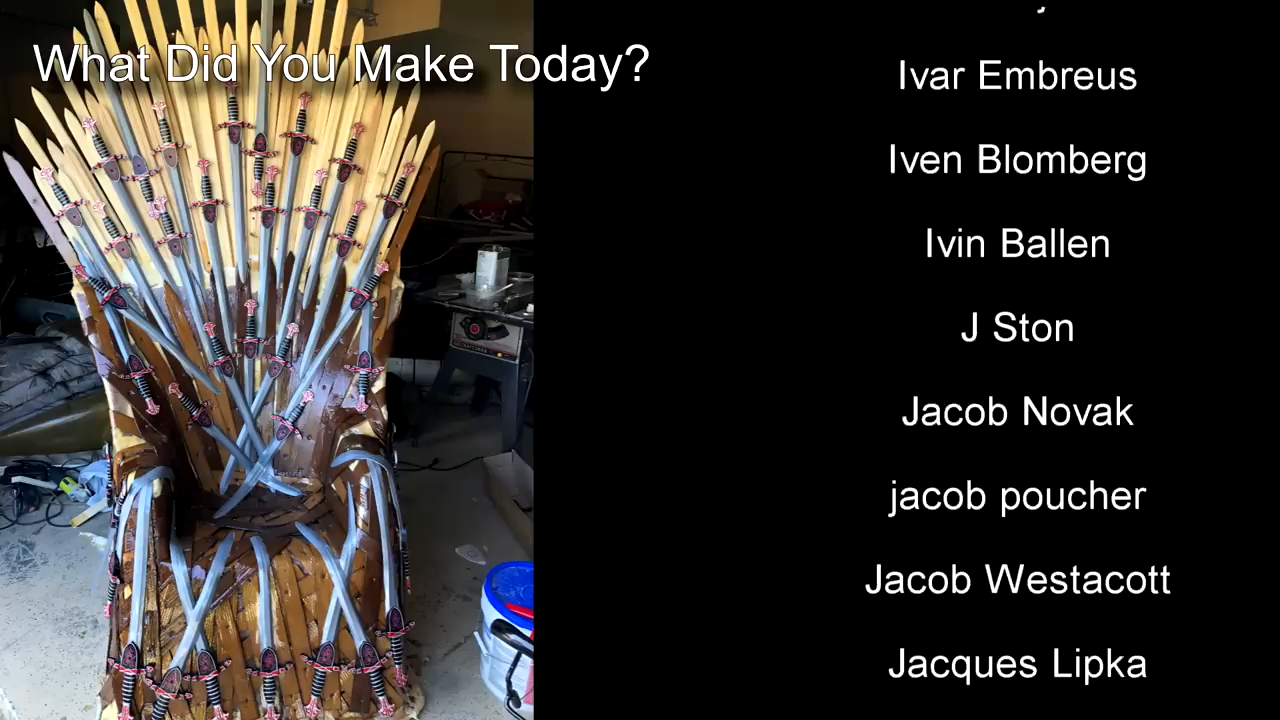 What Did You Make Today?
Ivar Embreus
Iven Blomberg
Ivin Ballen
J Ston
Jacob Novak
jacob poucher
Jacob Westacott
Jacques Lipka